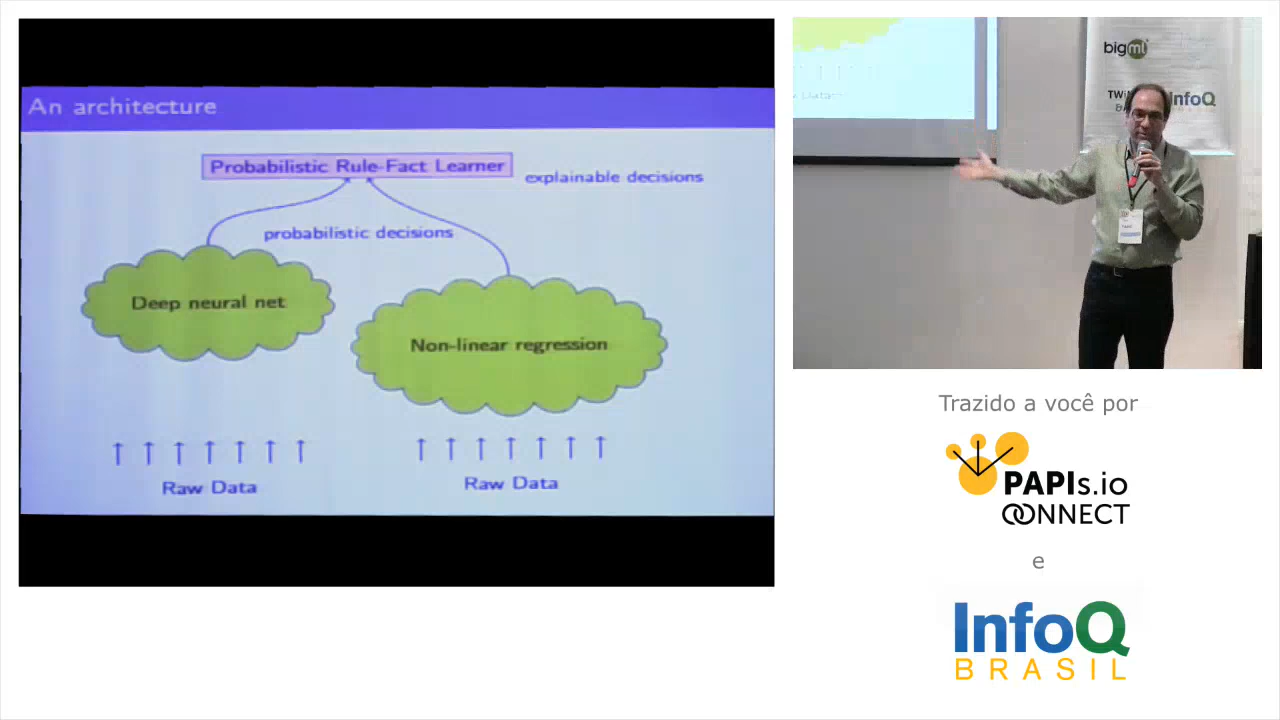 An architecture
Probabilistic Rule-Fact Learner
explainable decisions
probabilistic decisions
Deep neural net
Non-linear regression
Raw Data
Raw Data
bigml
InfoQ
Trazido a você por
PAPIs.io
CONNECT
e
InfoQ
BRASIL